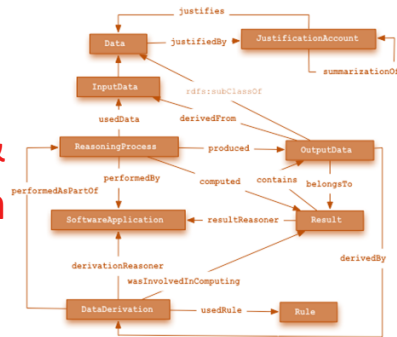 justifies
Data
justifiedBy
JustificationAccount
summarizationOf
InputData
rdfs:subClassOf
usedData
derivedFrom
&
ReasoningProcess
produced
OutputData
performedAsPartOf
performedBy
computed
contains
belongsTo
n
SoftwareApplication
resultReasoner
Result
derivationReasoner
derivedBy
wasInvolvedInComputing
DataDerivation
usedRule
Rule